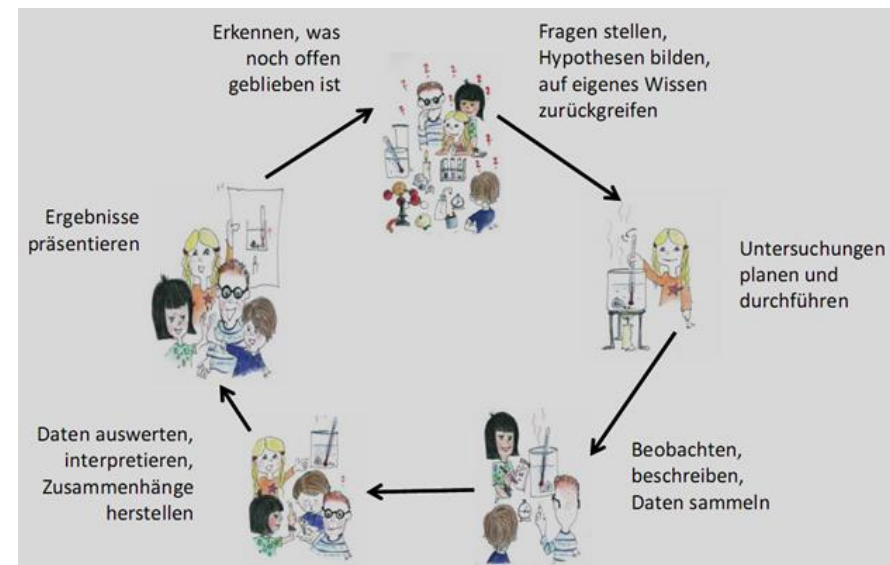 Erkennen, was
noch offen
geblieben ist
Fragen stellen,
Hypothesen bilden,
auf eigenes Wissen
zurückgreifen
Untersuchungen
planen und
durchführen
Beobachten,
beschreiben,
Daten sammeln
Daten auswerten,
interpretieren,
Zusammenhänge
herstellen
Ergebnisse
präsentieren